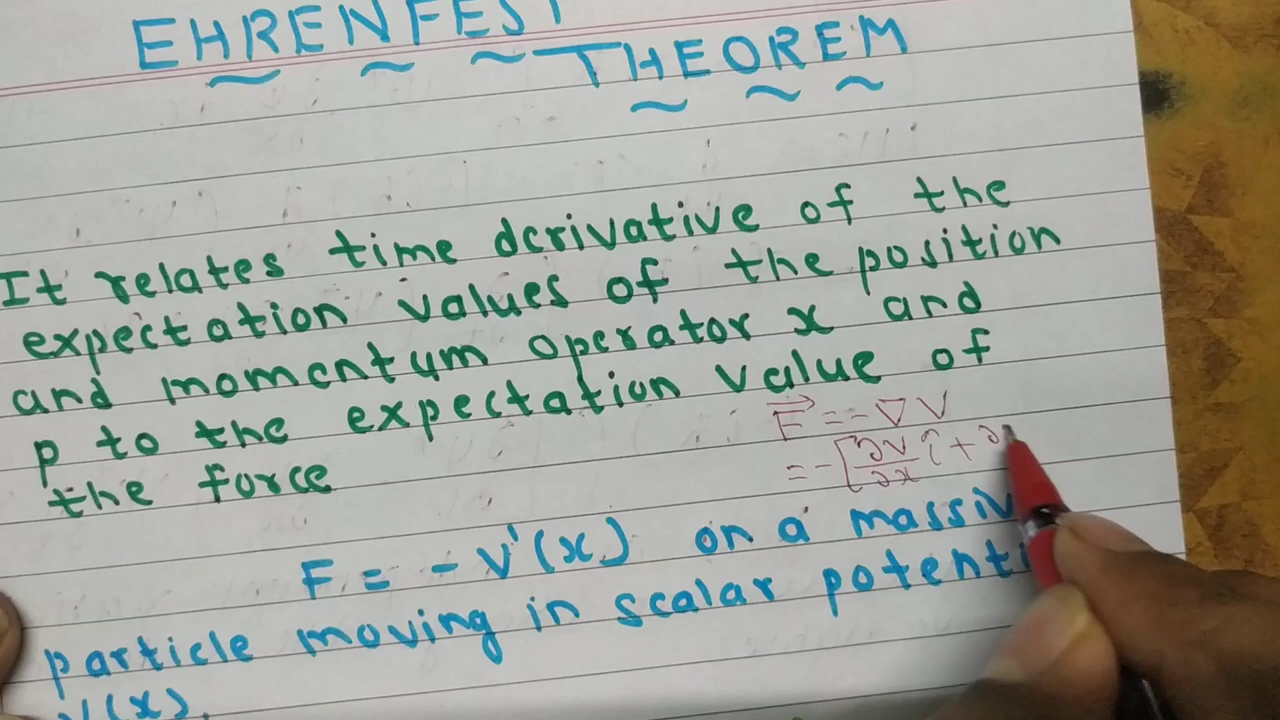 EHRENFEST
THEOREM
It relates time derivative of the
expectation values of the position
and momentum operator x and
p to the expectation value of
the force
F⃗ = -∇V
= -[∂V/∂x î + ∂
F = -V'(x) on a massiv
particle moving in scalar potenti
V(x).